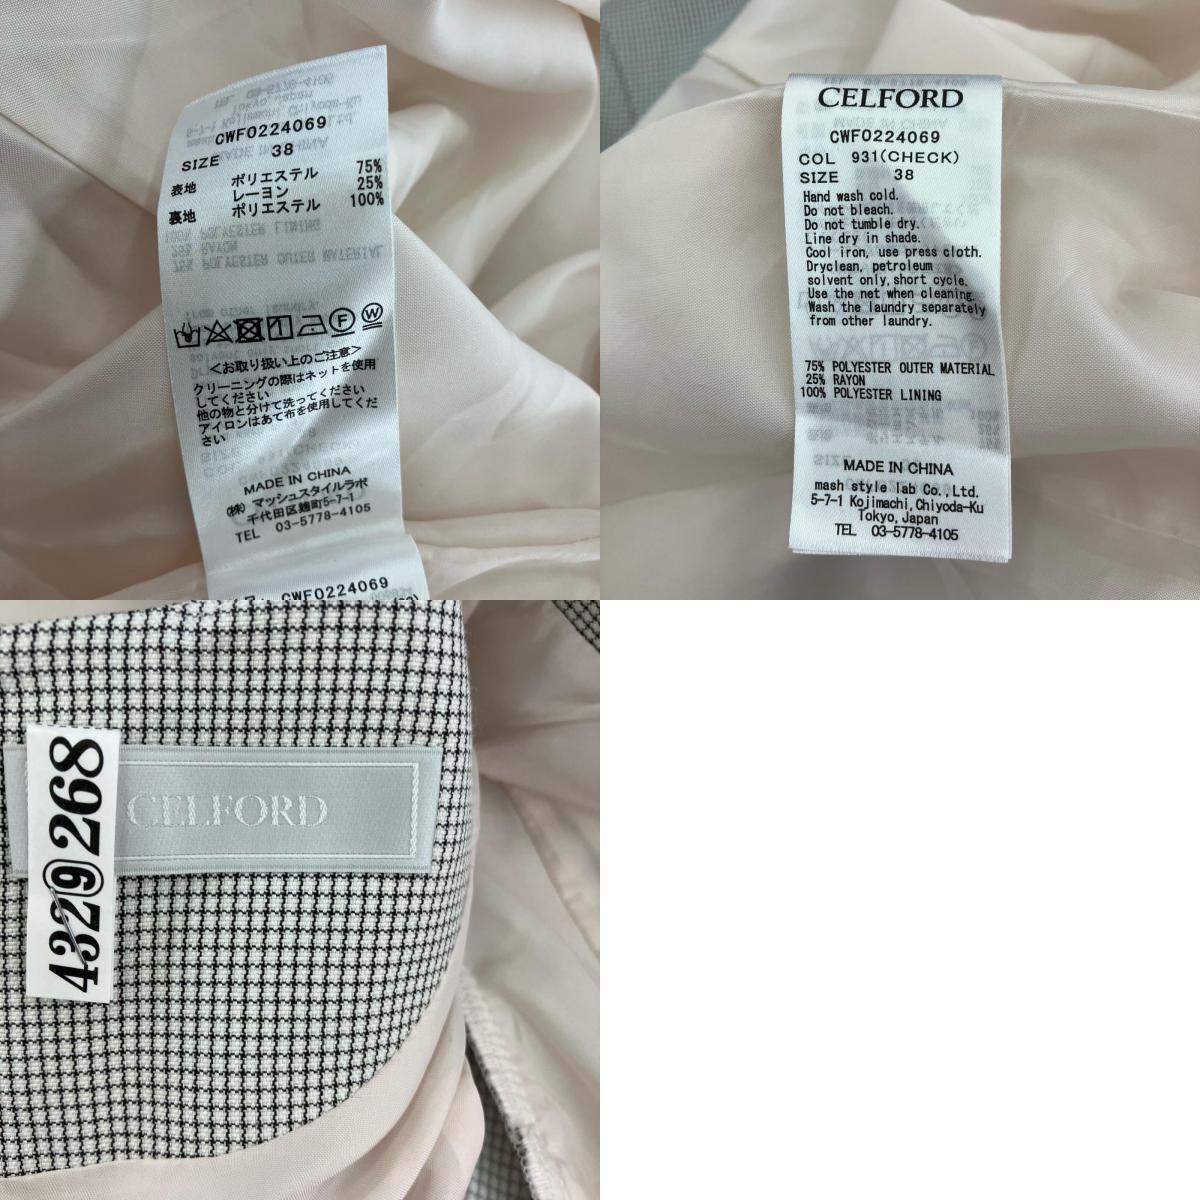 CWF0224069
SIZE 38
表地 ポリエステル 75%
レーヨン 25%
裏地 ポリエステル 100%
<お取り扱い上のご注意>
クリーニングの際はネットを使用
してください
他の物と分けて洗ってください
アイロンはあて布を使用してくだ
さい
MADE IN CHINA
(株) マッシュスタイルラボ
千代田区麹町5-7-1
TEL 03-5778-4105
CWF0224069
CELFORD
CWF0224069
COL 931(CHECK)
SIZE 38
Hand wash cold.
Do not bleach.
Do not tumble dry.
Line dry in shade.
Cool iron, use press cloth.
Dryclean, petroleum
solvent only,short cycle.
Use the net when cleaning.
Wash the laundry separately
from other laundry.
75% POLYESTER OUTER MATERIAL
25% RAYON
100% POLYESTER LINING
MADE IN CHINA
mash style lab Co.,Ltd.
5-7-1 Kojimachi,Chiyoda-Ku
Tokyo,Japan
TEL 03-5778-4105
CELFORD
4329268